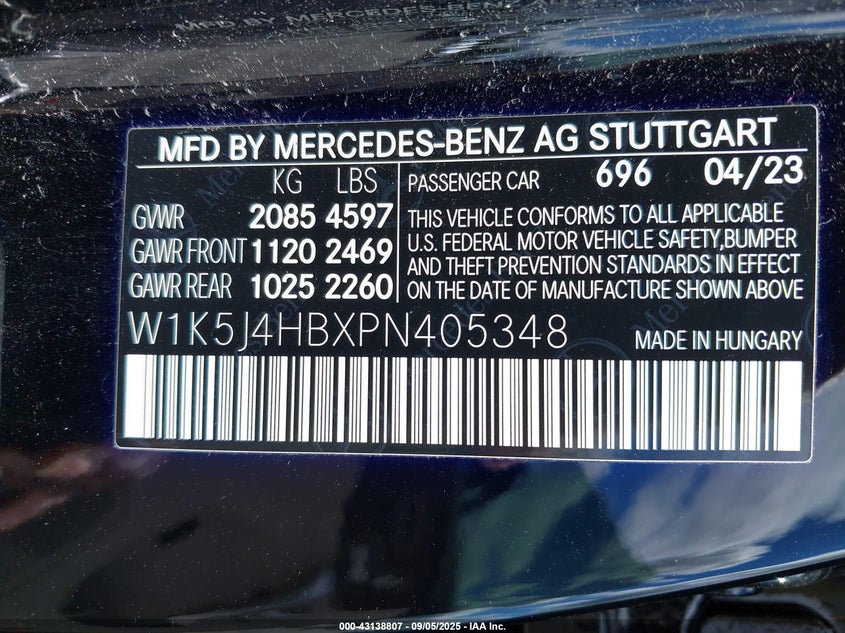 MFD BY MERCEDES-BENZ AG STUTTGART
KG LBS
GVWR 2085 4597
GAWR FRONT 1120 2469
GAWR REAR 1025 2260
PASSENGER CAR 696 04/23
THIS VEHICLE CONFORMS TO ALL APPLICABLE
U.S. FEDERAL MOTOR VEHICLE SAFETY,BUMPER
AND THEFT PREVENTION STANDARDS IN EFFECT
ON THE DATE OF MANUFACTURE SHOWN ABOVE
W1K5J4HBXPN405348
MADE IN HUNGARY
000-43138807 - 09/05/2025 - IAA Inc.